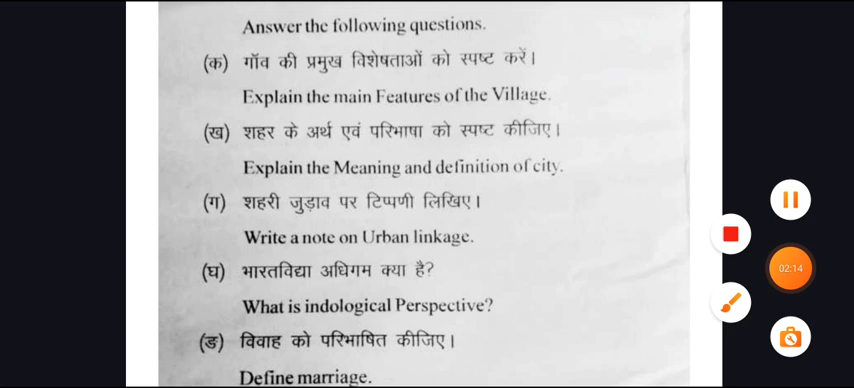 Answer the following questions.
(क) गाँव की प्रमुख विशेषताओं को स्पष्ट करें।
Explain the main Features of the Village.
(ख) शहर के अर्थ एवं परिभाषा को स्पष्ट कीजिए।
Explain the Meaning and definition of city.
(ग) शहरी जुड़ाव पर टिप्पणी लिखिए।
Write a note on Urban linkage.
(घ) भारतविद्या अधिगम क्या है?
What is indological Perspective?
(ङ) विवाह को परिभाषित कीजिए।
Define marriage.
02:14